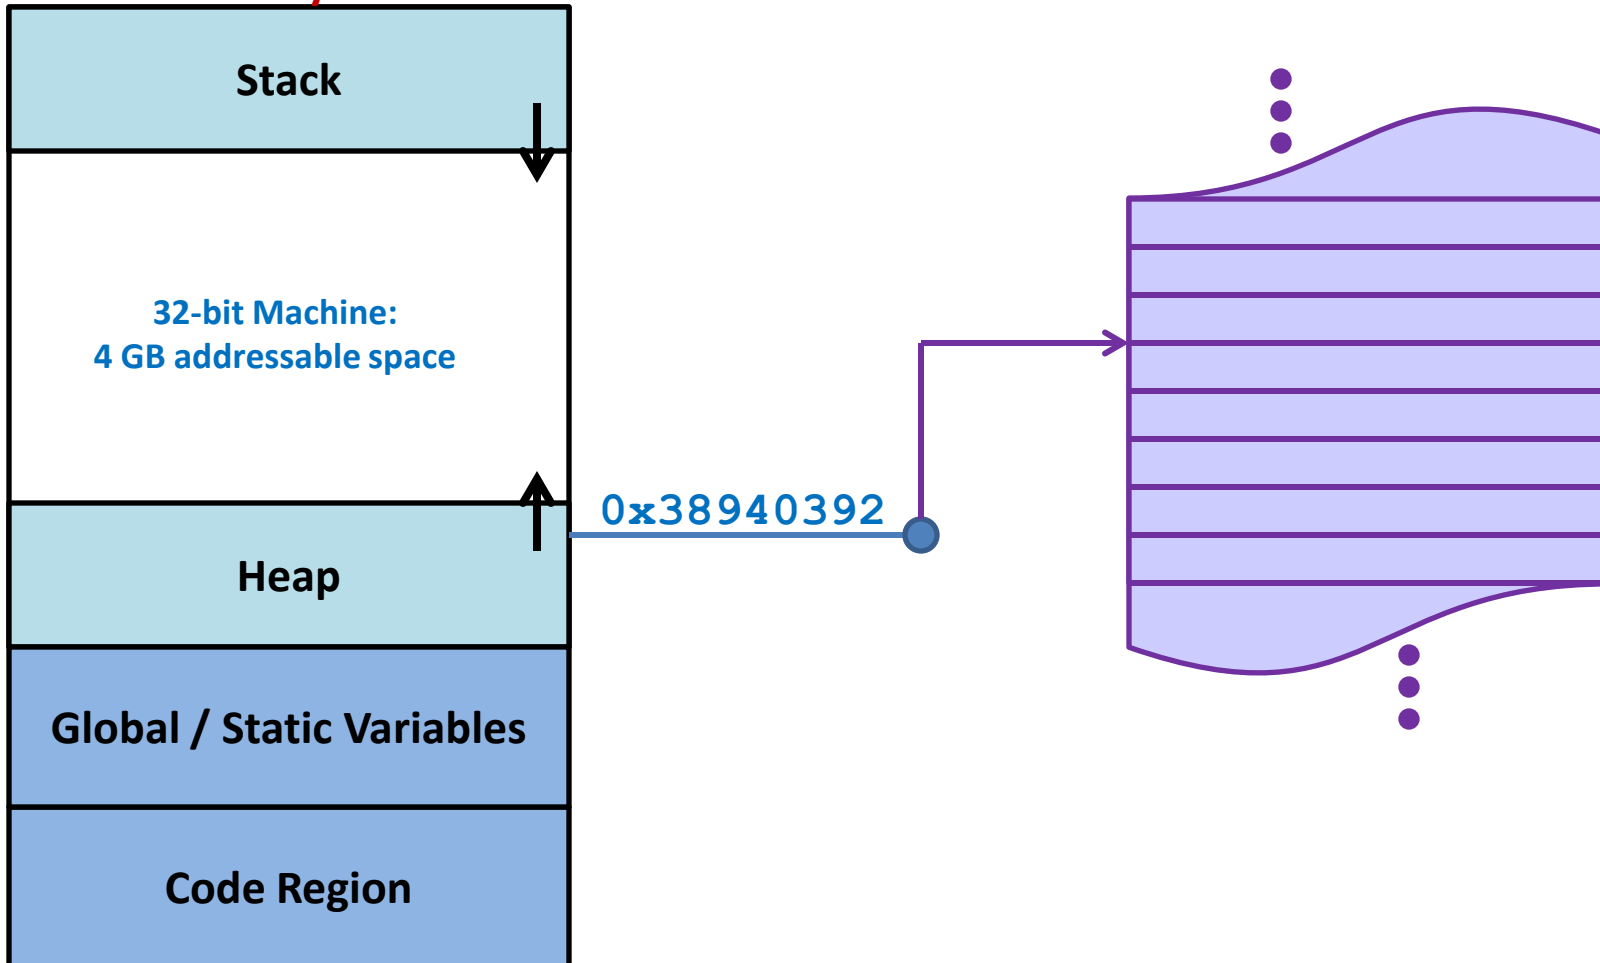 Stack
32-bit Machine:
4 GB addressable space
0x38940392
Heap
Global / Static Variables
Code Region